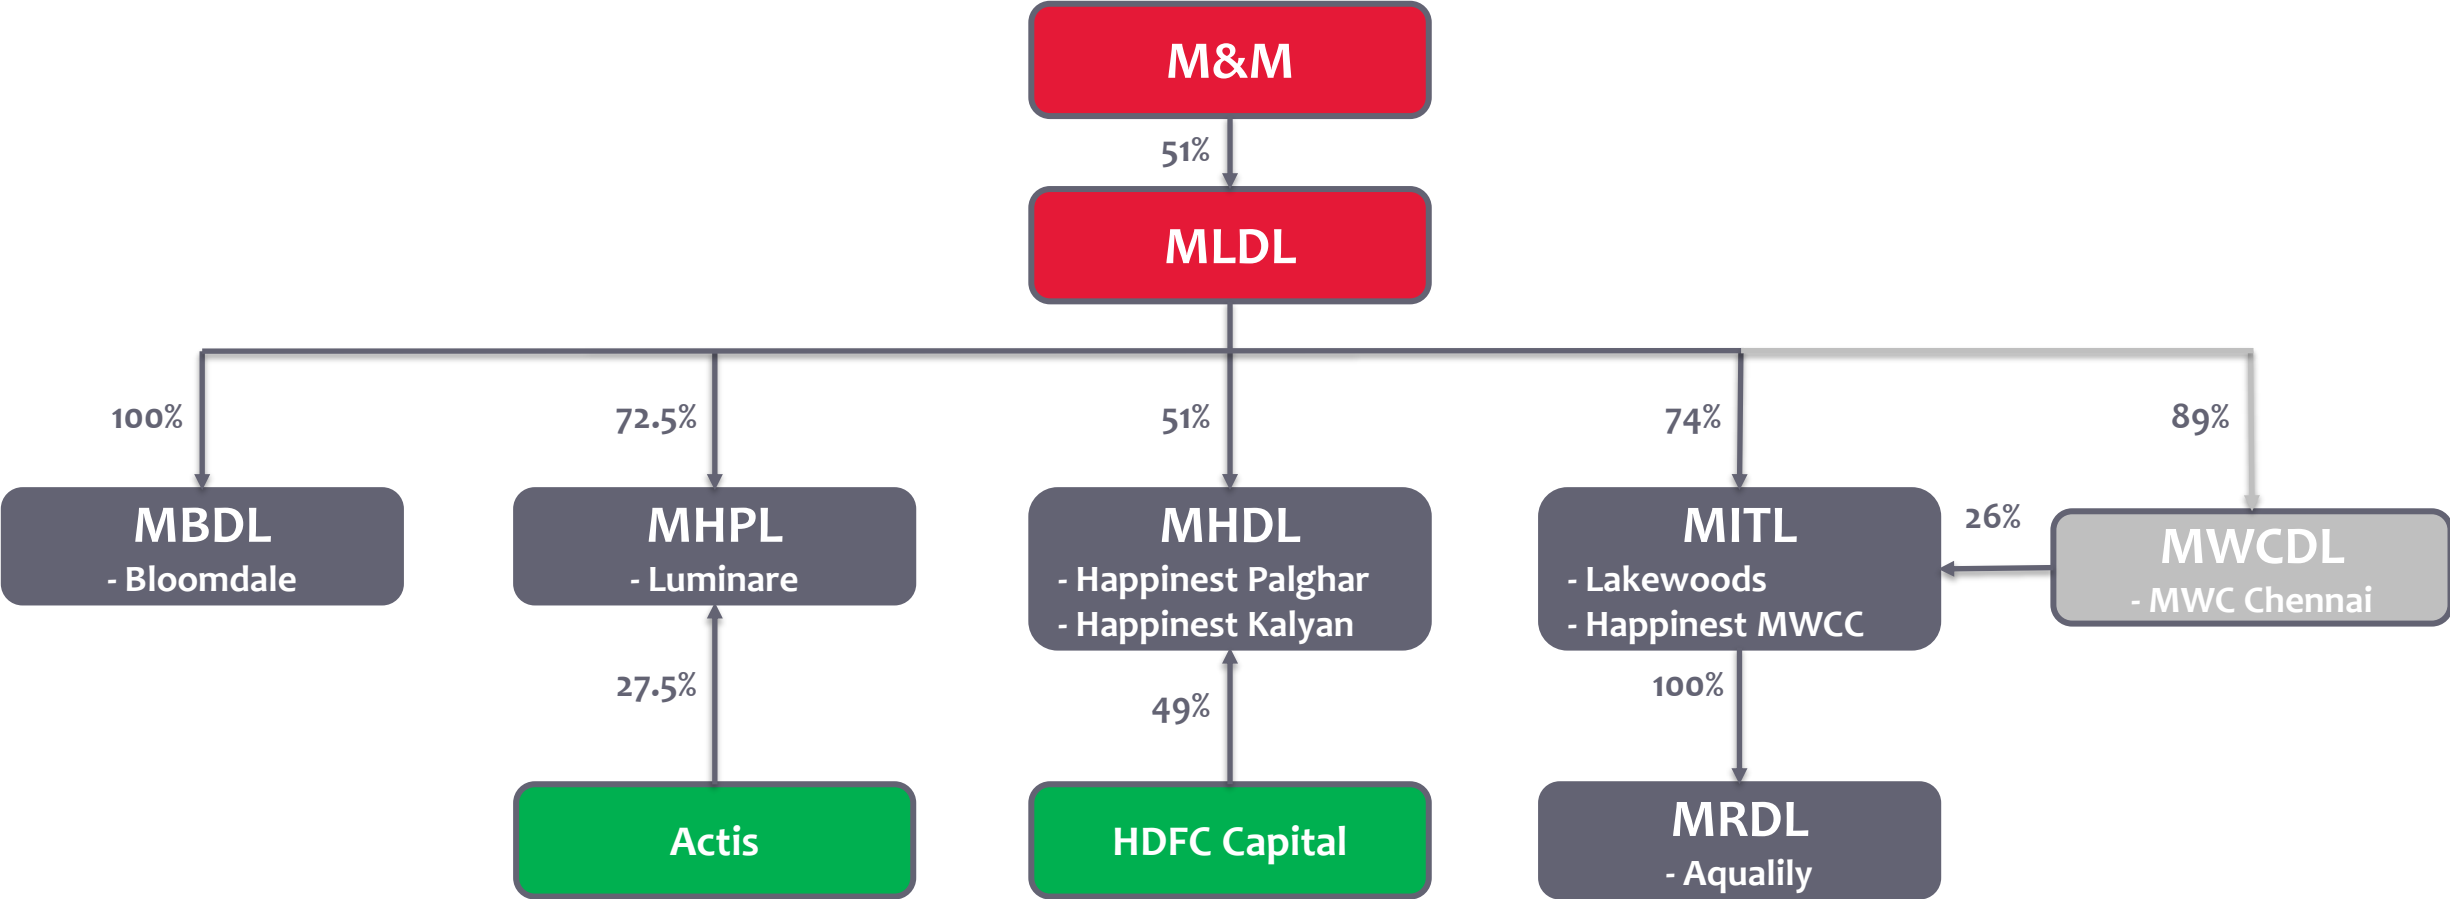 M&M
51%
MLDL
100%
72.5%
51%
74%
89%
MBDL
- Bloomdale
MHPL
- Luminare
MHDL
- Happinest Palghar
- Happinest Kalyan
MITL
- Lakewoods
- Happinest MWCC
26%
MWCDL
- MWC Chennai
27.5%
49%
100%
Actis
HDFC Capital
MRDL
- Aqualily